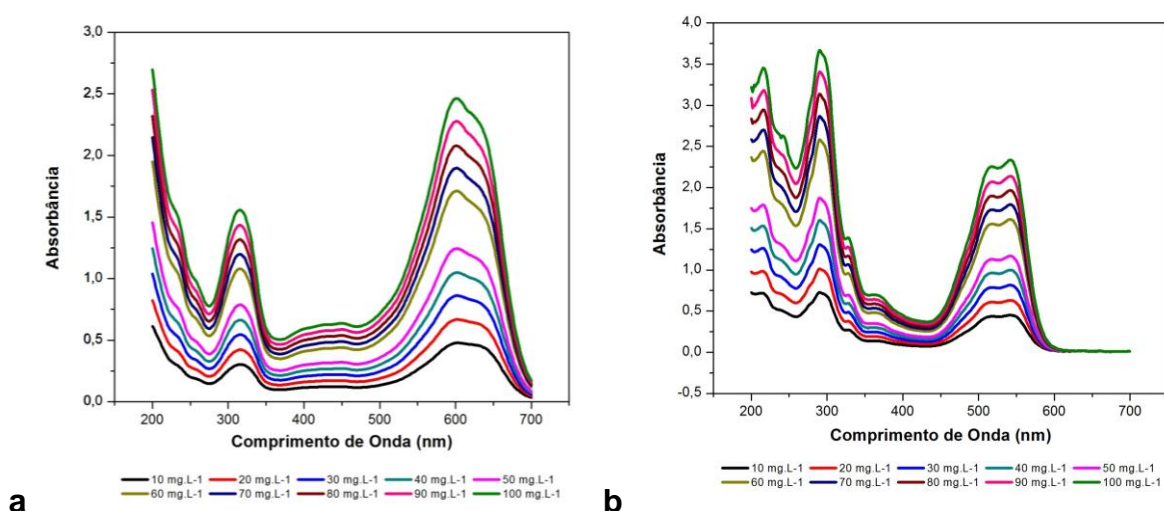 3,0
2,5
2,0
1,5
1,0
0,5
0,0
Absorbância
200 300 400 500 600 700
Comprimento de Onda (nm)
10 mg.L-1 20 mg.L-1 30 mg.L-1 40 mg.L-1 50 mg.L-1
60 mg.L-1 70 mg.L-1 80 mg.L-1 90 mg.L-1 100 mg.L-1
a
4,0
3,5
3,0
2,5
2,0
1,5
1,0
0,5
0,0
-0,5
Absorbância
200 300 400 500 600 700
Comprimento de Onda (nm)
10 mg.L-1 20 mg.L-1 30 mg.L-1 40 mg.L-1 50 mg.L-1
60 mg.L-1 70 mg.L-1 80 mg.L-1 90 mg.L-1 100 mg.L-1
b